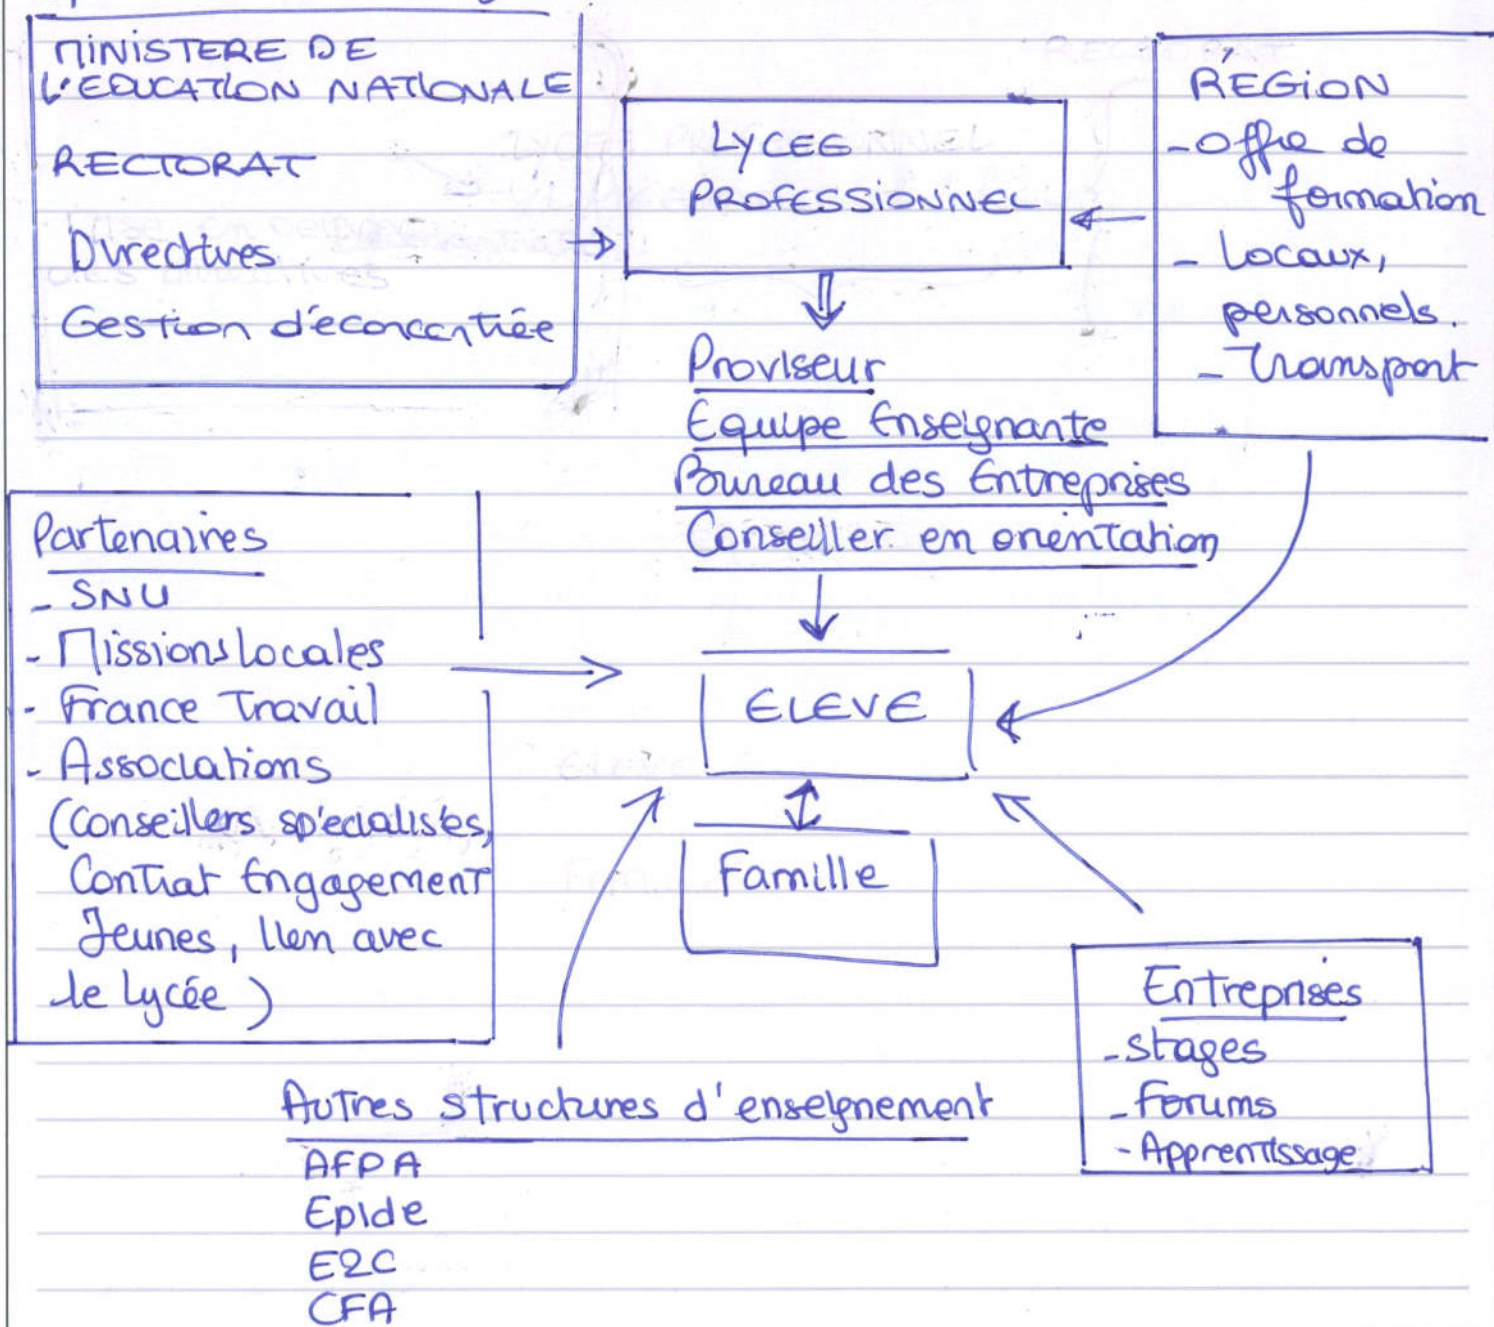 MINISTERE DE
L'EDUCATION NATIONALE
RECTORAT
Directives
Gestion déconcentrée
LYCEE
PROFESSIONNEL
RÉGION
- Offre de
formation
- Locaux,
personnels.
- Transport
Proviseur
Equipe Enseignante
Bureau des Entreprises
Conseiller en orientation
Partenaires
- SNU
- Missions locales
- France Travail
- Associations
(Conseillers spécialisés,
Contrat Engagement
Jeunes, lien avec
le lycée)
ELEVE
Famille
Entreprises
- Stages
- Forums
- Apprentissage
Autres structures d'enseignement
AFPA
Epide
E2C
CFA